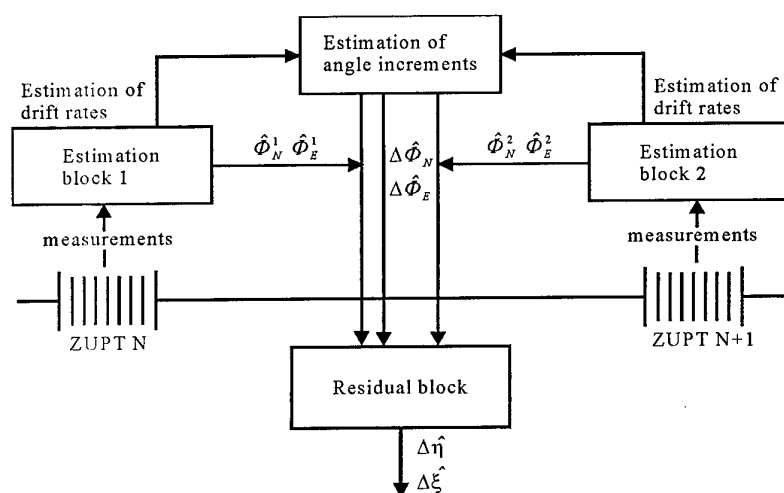 Estimation of
angle increments
Estimation of
drift rates
Estimation of
drift rates
Estimation
block 1
Φ̂¹_N Φ̂¹_E
ΔΦ̂_N
ΔΦ̂_E
Φ̂²_N Φ̂²_E
Estimation
block 2
measurements
measurements
ZUPT N
ZUPT N+1
Residual block
Δη̂
Δξ̂